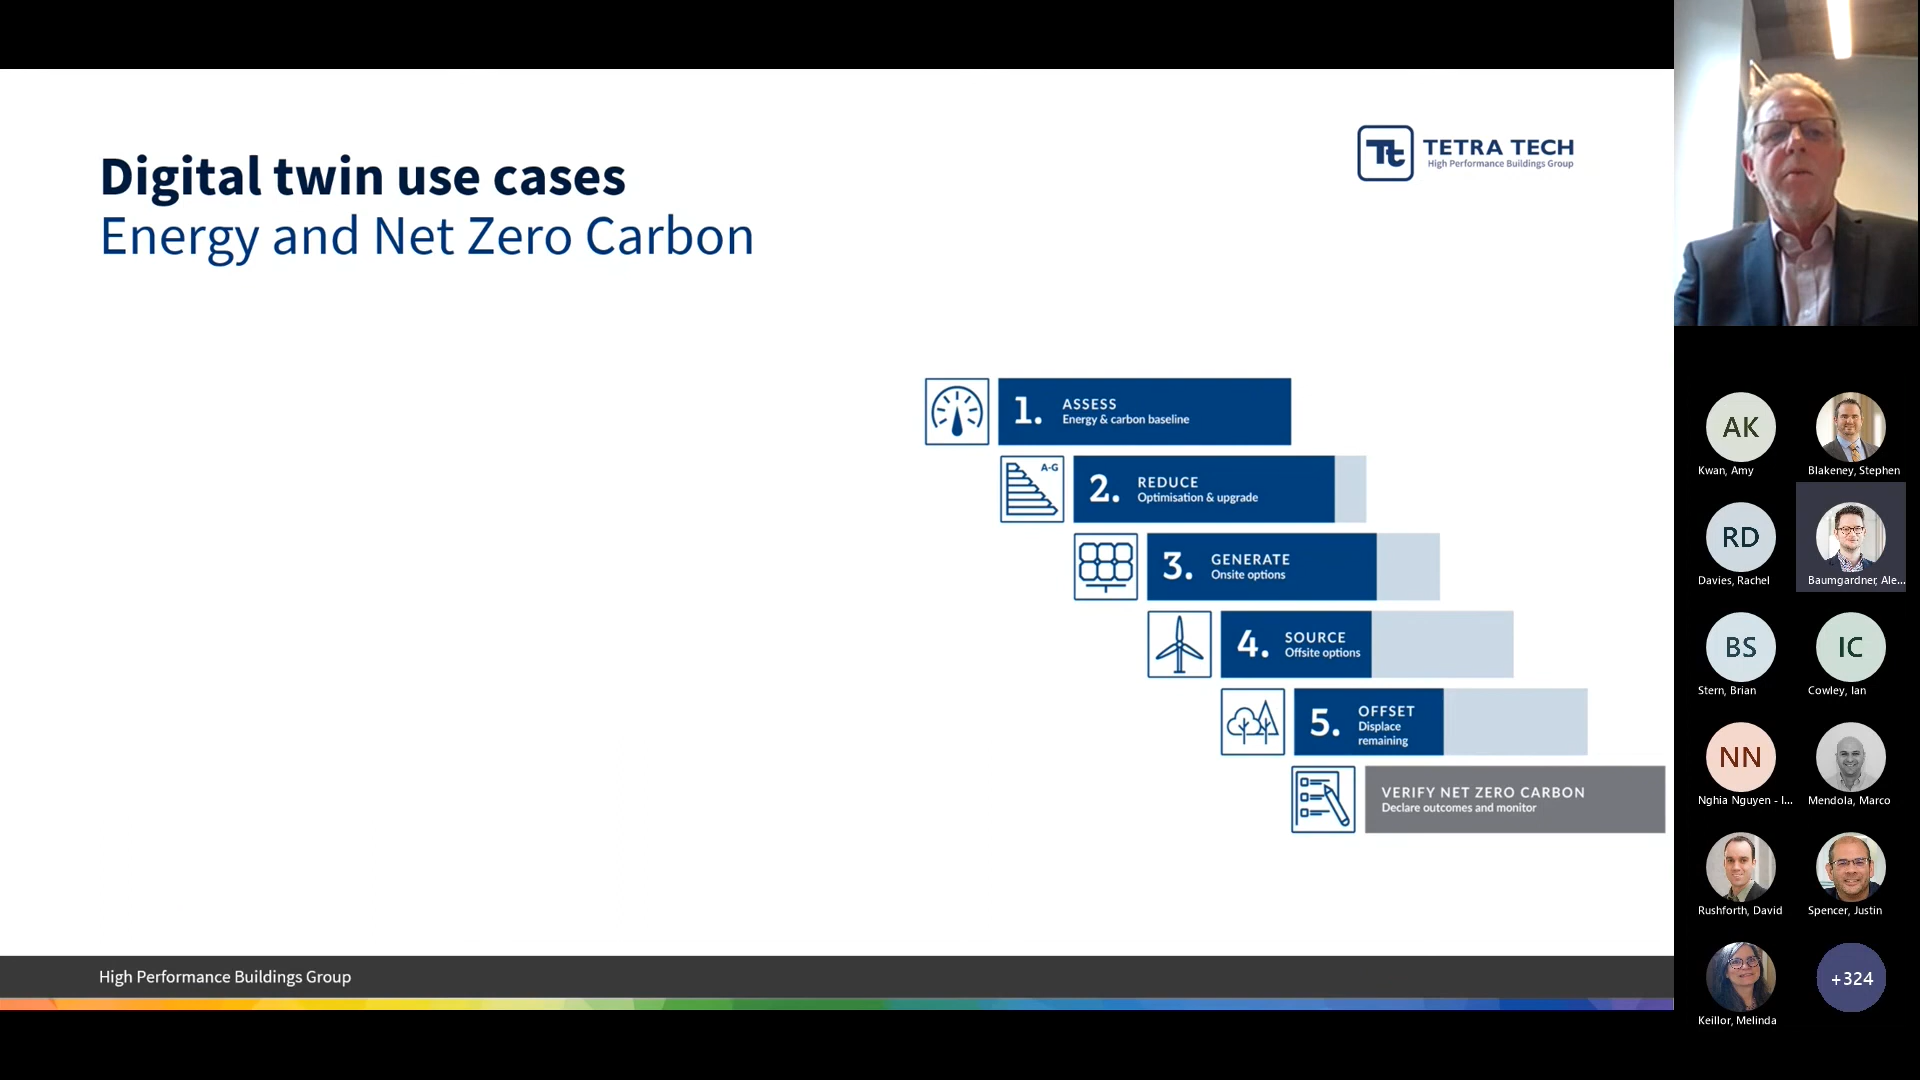 Digital twin use cases
Energy and Net Zero Carbon
Tt
TETRA TECH
High Performance Buildings Group
1.
ASSESS
Energy & carbon baseline
A-G
2.
REDUCE
Optimisation & upgrade
3.
GENERATE
Onsite options
4.
SOURCE
Offsite options
5.
OFFSET
Displace
remaining
VERIFY NET ZERO CARBON
Declare outcomes and monitor
High Performance Buildings Group
AK
Kwan, Amy
Blakeney, Stephen
RD
Davies, Rachel
Baumgardner, Ale...
BS
Stern, Brian
IC
Cowley, Ian
NN
Nghia Nguyen - I...
Mendola, Marco
Rushforth, David
Spencer, Justin
Keillor, Melinda
+324